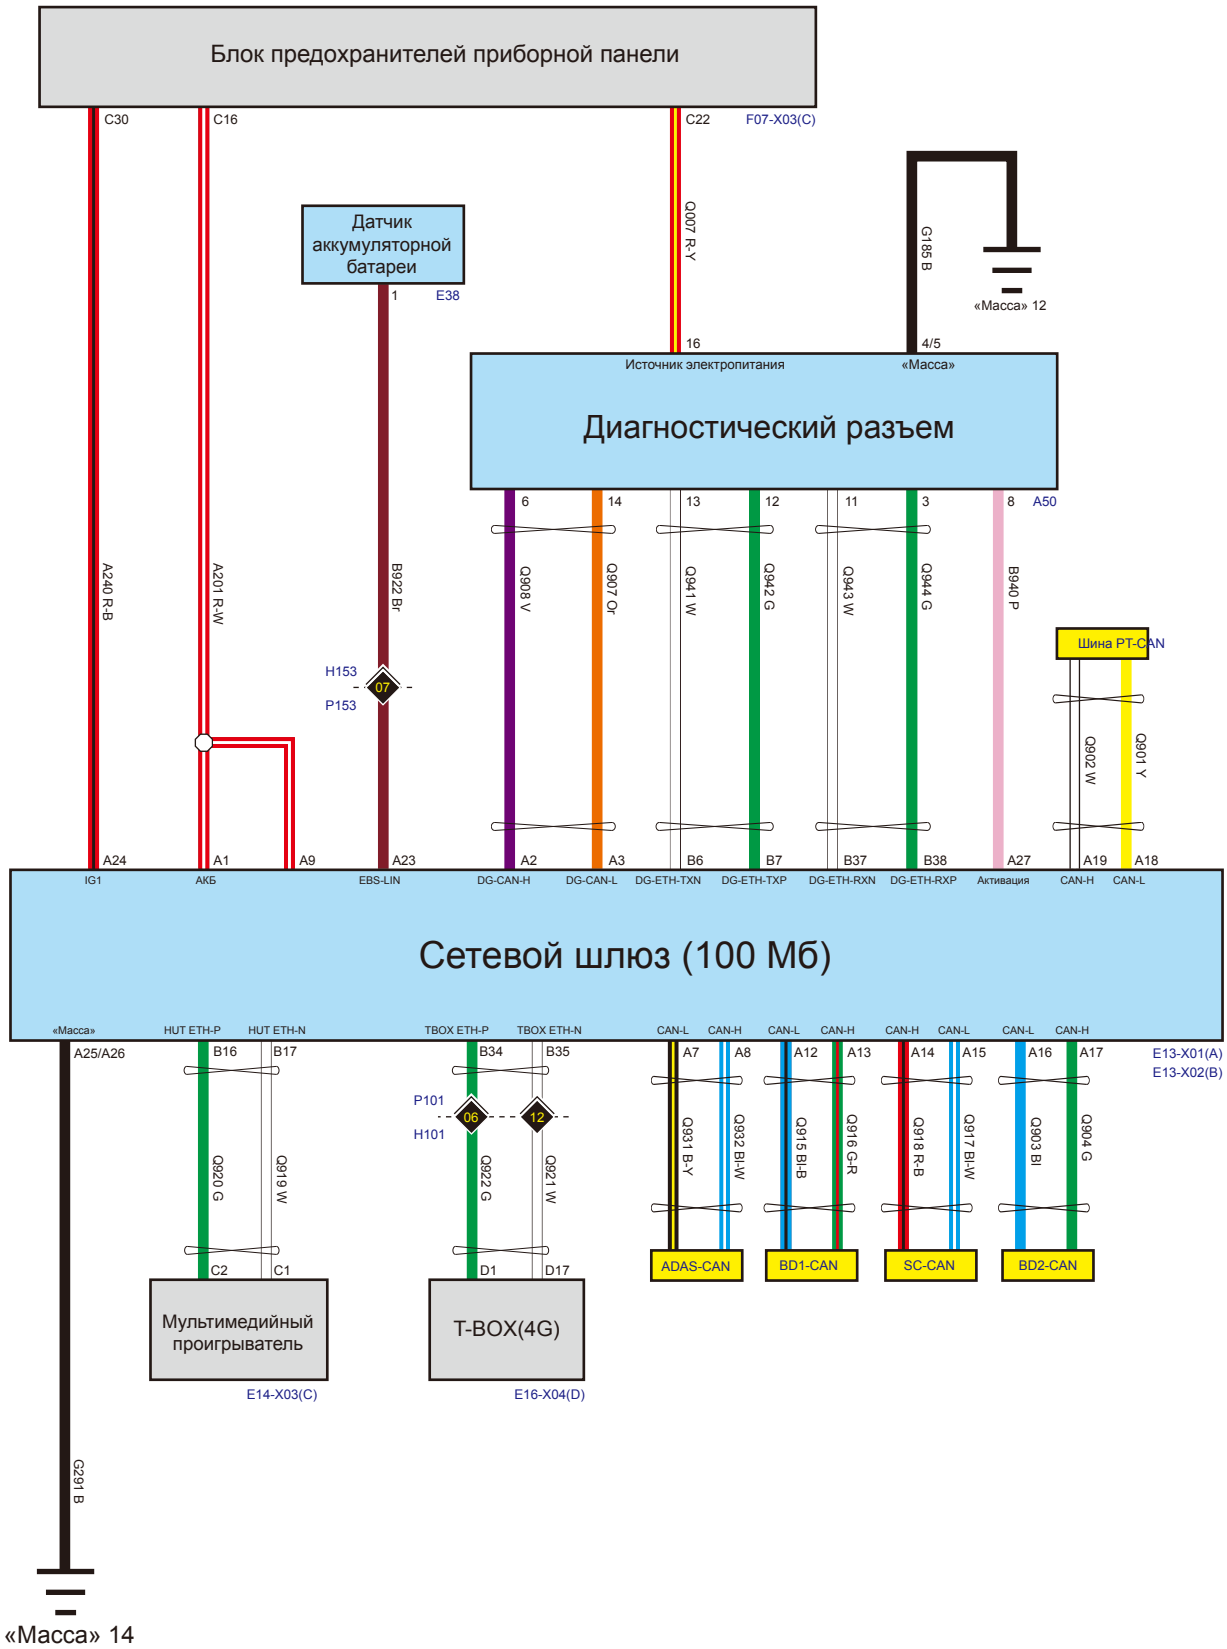 Блок предохранителей приборной панели
C30
C16
C22
F07-X03(C)
Q007 R-Y
G185 B
«Масса» 12
Датчик
аккумуляторной
батареи
1
E38
16
4/5
Источник электропитания
«Масса»
Диагностический разъем
6
14
13
12
11
3
8
A50
A240 R-B
A201 R-W
B922 Br
Q908 V
Q907 Or
Q941 W
Q942 G
Q943 W
Q944 G
B940 P
Шина PT-CAN
H153
07
P153
Q902 W
Q901 Y
A24
A1
A9
A23
A2
A3
B6
B7
B37
B38
A27
A19
A18
IG1
АКБ
EBS-LIN
DG-CAN-H
DG-CAN-L
DG-ETH-TXN
DG-ETH-TXP
DG-ETH-RXN
DG-ETH-RXP
Активация
CAN-H
CAN-L
Сетевой шлюз (100 Мб)
«Масса»
HUT ETH-P
HUT ETH-N
TBOX ETH-P
TBOX ETH-N
CAN-L
CAN-H
CAN-L
CAN-H
CAN-H
CAN-L
CAN-L
CAN-H
A25/A26
B16
B17
B34
B35
A7
A8
A12
A13
A14
A15
A16
A17
E13-X01(A)
E13-X02(B)
P101
06
12
H101
Q920 G
Q919 W
Q922 G
Q921 W
Q931 B-Y
Q932 Bl-W
Q915 Bl-B
Q916 G-R
Q918 R-B
Q917 Bl-W
Q903 Bl
Q904 G
C2
C1
D1
D17
ADAS-CAN
BD1-CAN
SC-CAN
BD2-CAN
Мультимедийный
проигрыватель
T-BOX(4G)
E14-X03(C)
E16-X04(D)
G291 B
«Масса» 14